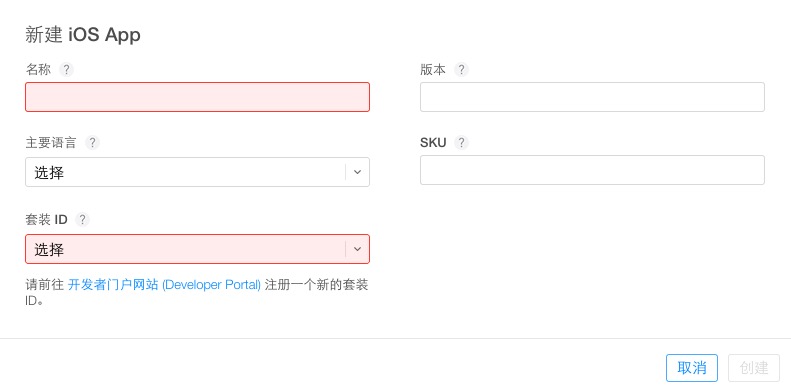 新建 iOS App
名称 ?
版本 ?
主要语言 ?
SKU ?
选择
套装 ID ?
选择
请前往 开发者门户网站 (Developer Portal) 注册一个新的套装
ID。
取消
创建